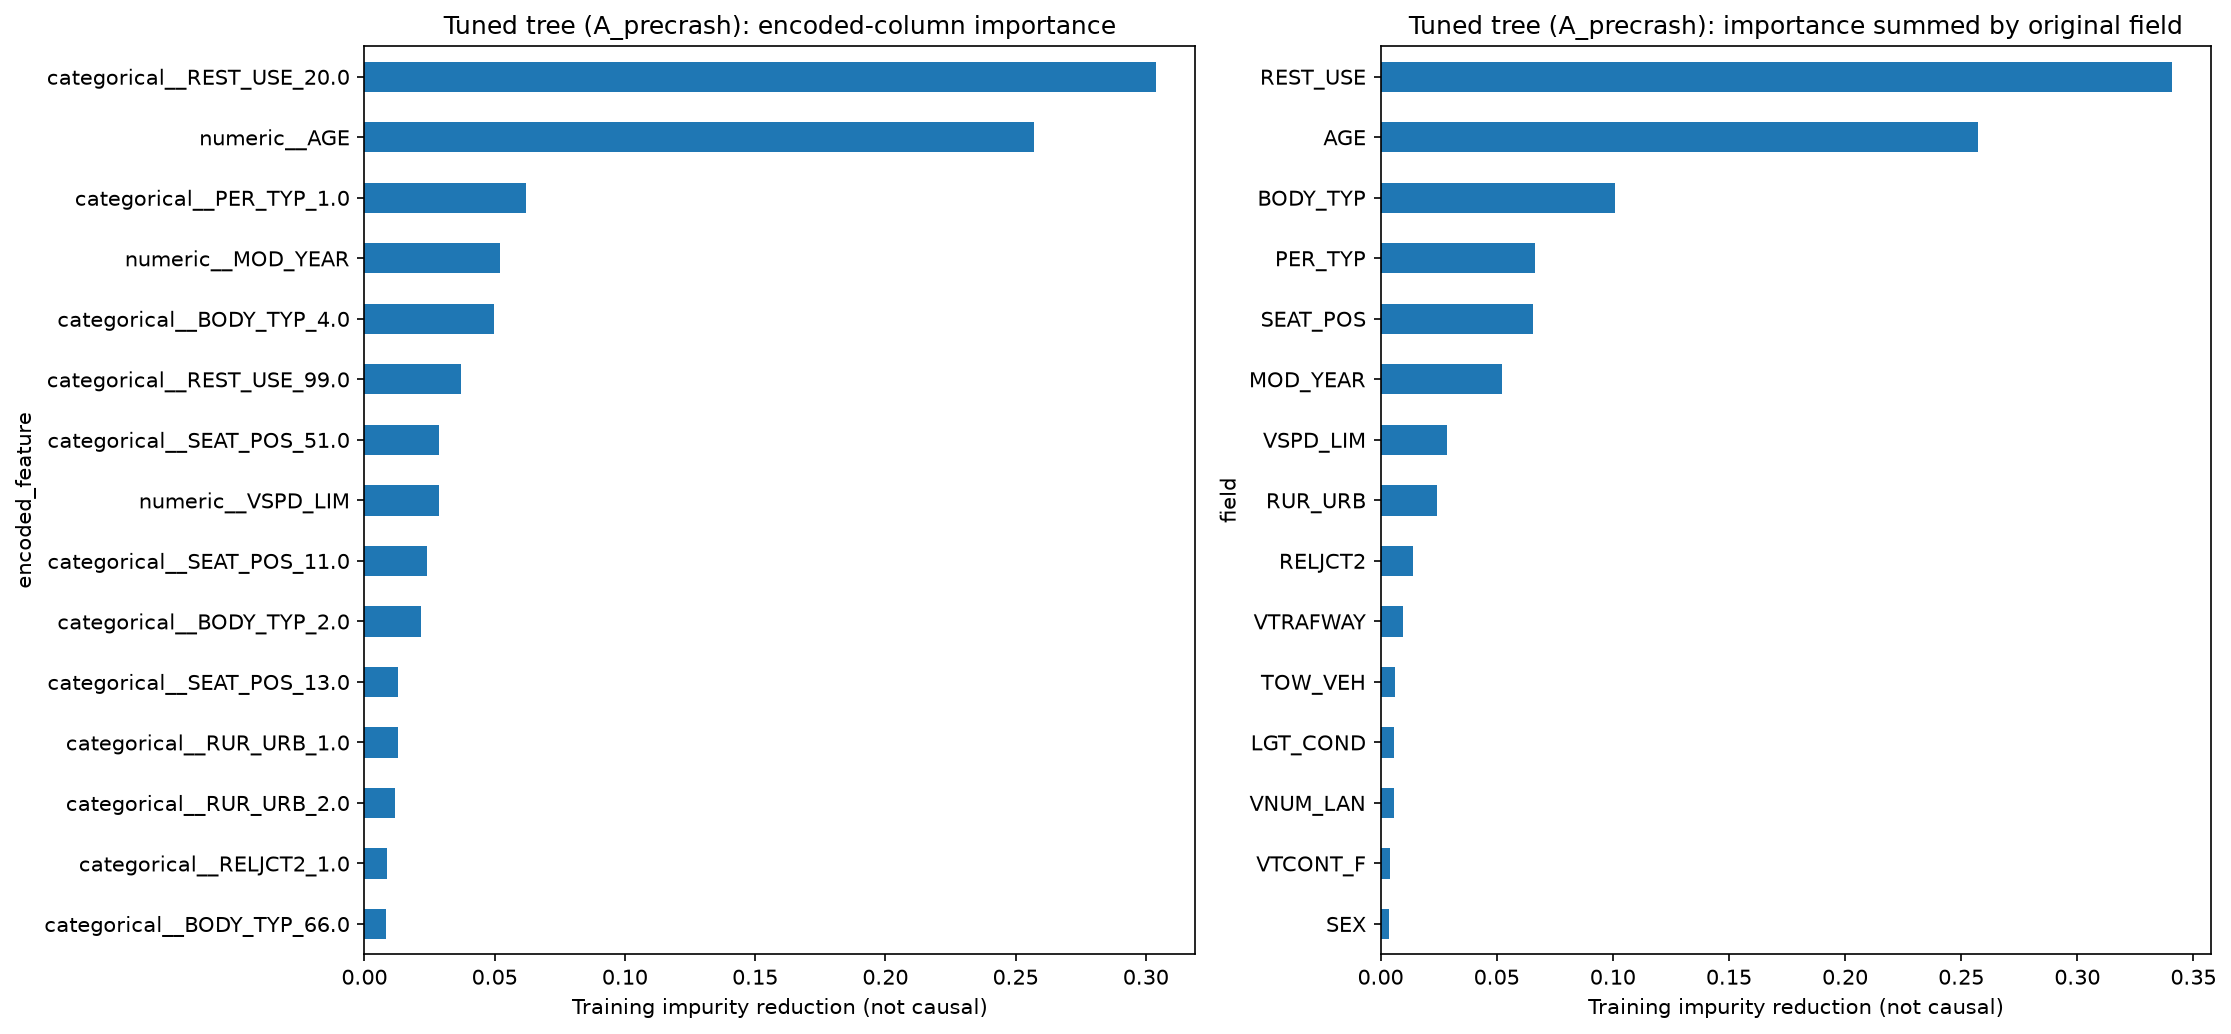 Tuned tree (A_precrash): encoded-column importance
encoded_feature
categorical__REST_USE_20.0
numeric__AGE
categorical__PER_TYP_1.0
numeric__MOD_YEAR
categorical__BODY_TYP_4.0
categorical__REST_USE_99.0
categorical__SEAT_POS_51.0
numeric__VSPD_LIM
categorical__SEAT_POS_11.0
categorical__BODY_TYP_2.0
categorical__SEAT_POS_13.0
categorical__RUR_URB_1.0
categorical__RUR_URB_2.0
categorical__RELJCT2_1.0
categorical__BODY_TYP_66.0
0.00 0.05 0.10 0.15 0.20 0.25 0.30
Training impurity reduction (not causal)
Tuned tree (A_precrash): importance summed by original field
field
REST_USE
AGE
BODY_TYP
PER_TYP
SEAT_POS
MOD_YEAR
VSPD_LIM
RUR_URB
RELJCT2
VTRAFWAY
TOW_VEH
LGT_COND
VNUM_LAN
VTCONT_F
SEX
0.00 0.05 0.10 0.15 0.20 0.25 0.30 0.35
Training impurity reduction (not causal)